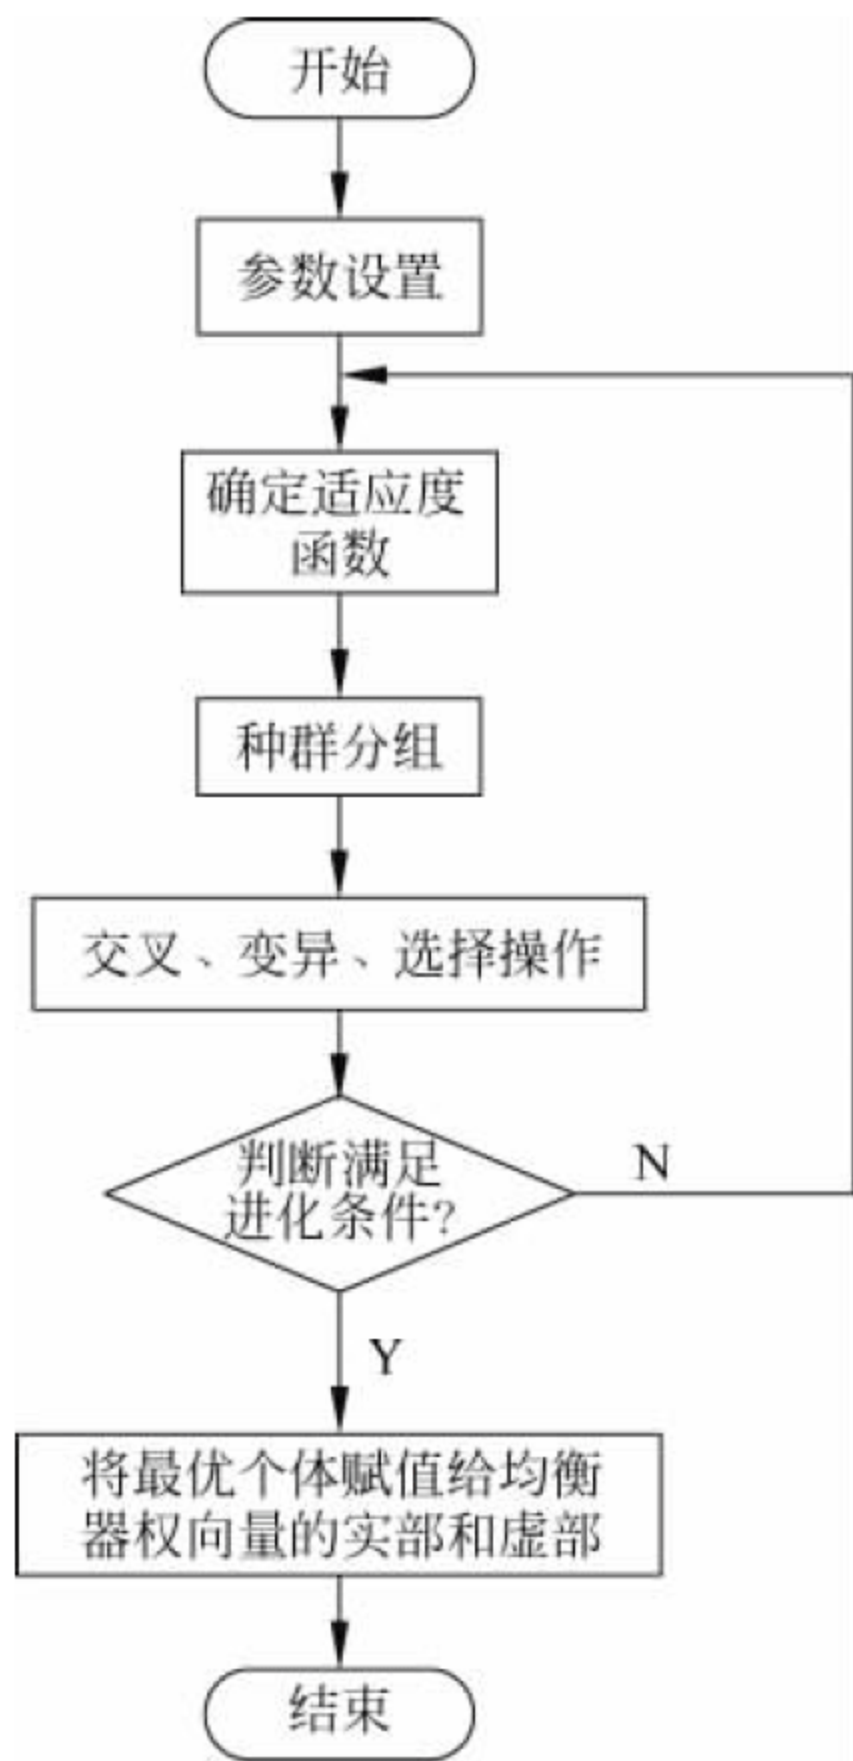 开始
参数设置
确定适应度
函数
种群分组
交叉、变异、选择操作
判断满足
进化条件?
N
Y
将最优个体赋值给均衡
器权向量的实部和虚部
结束